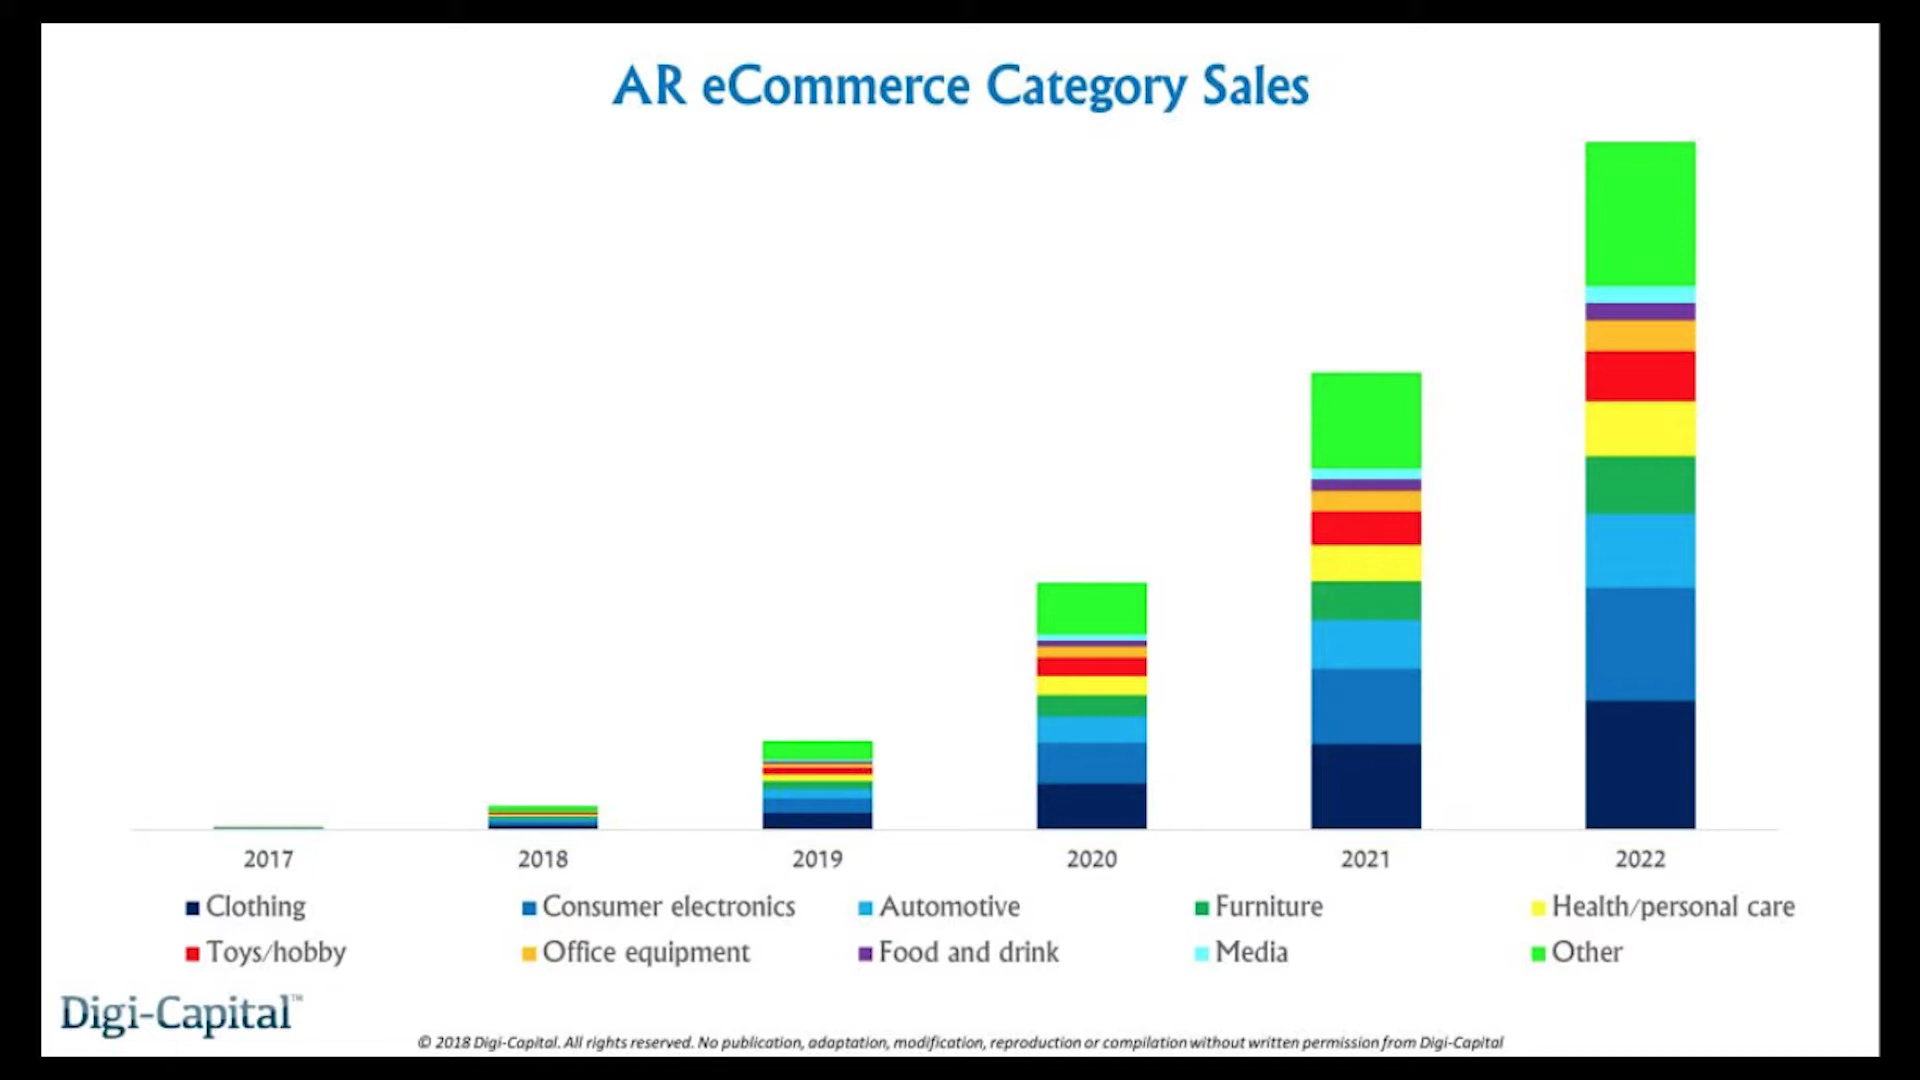 AR eCommerce Category Sales
2017 2018 2019 2020 2021 2022
Clothing Consumer electronics Automotive Furniture Health/personal care
Toys/hobby Office equipment Food and drink Media Other
Digi-Capital™
© 2018 Digi-Capital. All rights reserved. No publication, adaptation, modification, reproduction or compilation without written permission from Digi-Capital